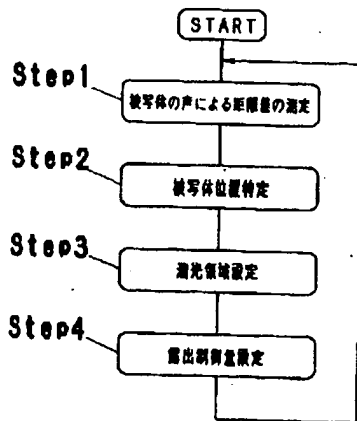 START
Step1
被写体の声による距離量の測定
Step2
被写体位置特定
Step3
測光領域設定
Step4
露出制御量設定